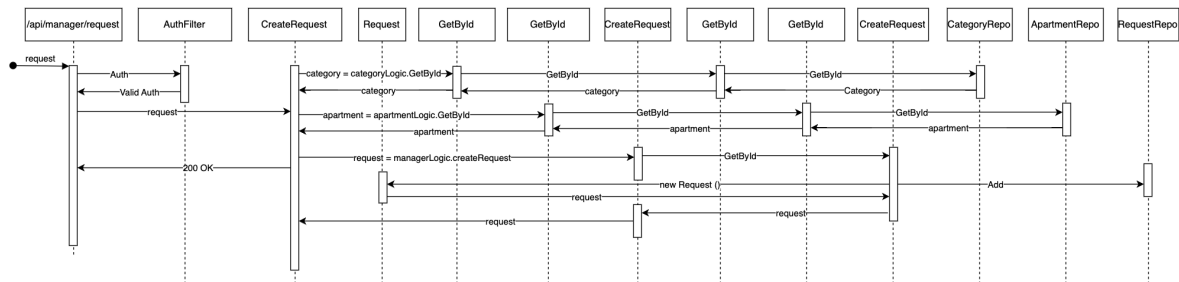 /api/manager/request
AuthFilter
CreateRequest
Request
GetById
GetById
CreateRequest
GetById
GetById
CreateRequest
CategoryRepo
ApartmentRepo
RequestRepo
request
Auth
category = categoryLogic.GetById
GetById
GetById
Valid Auth
category
category
Category
request
apartment = apartmentLogic.GetById
GetById
GetById
apartment
apartment
apartment
request = managerLogic.createRequest
GetById
200 OK
new Request ()
Add
request
request
request